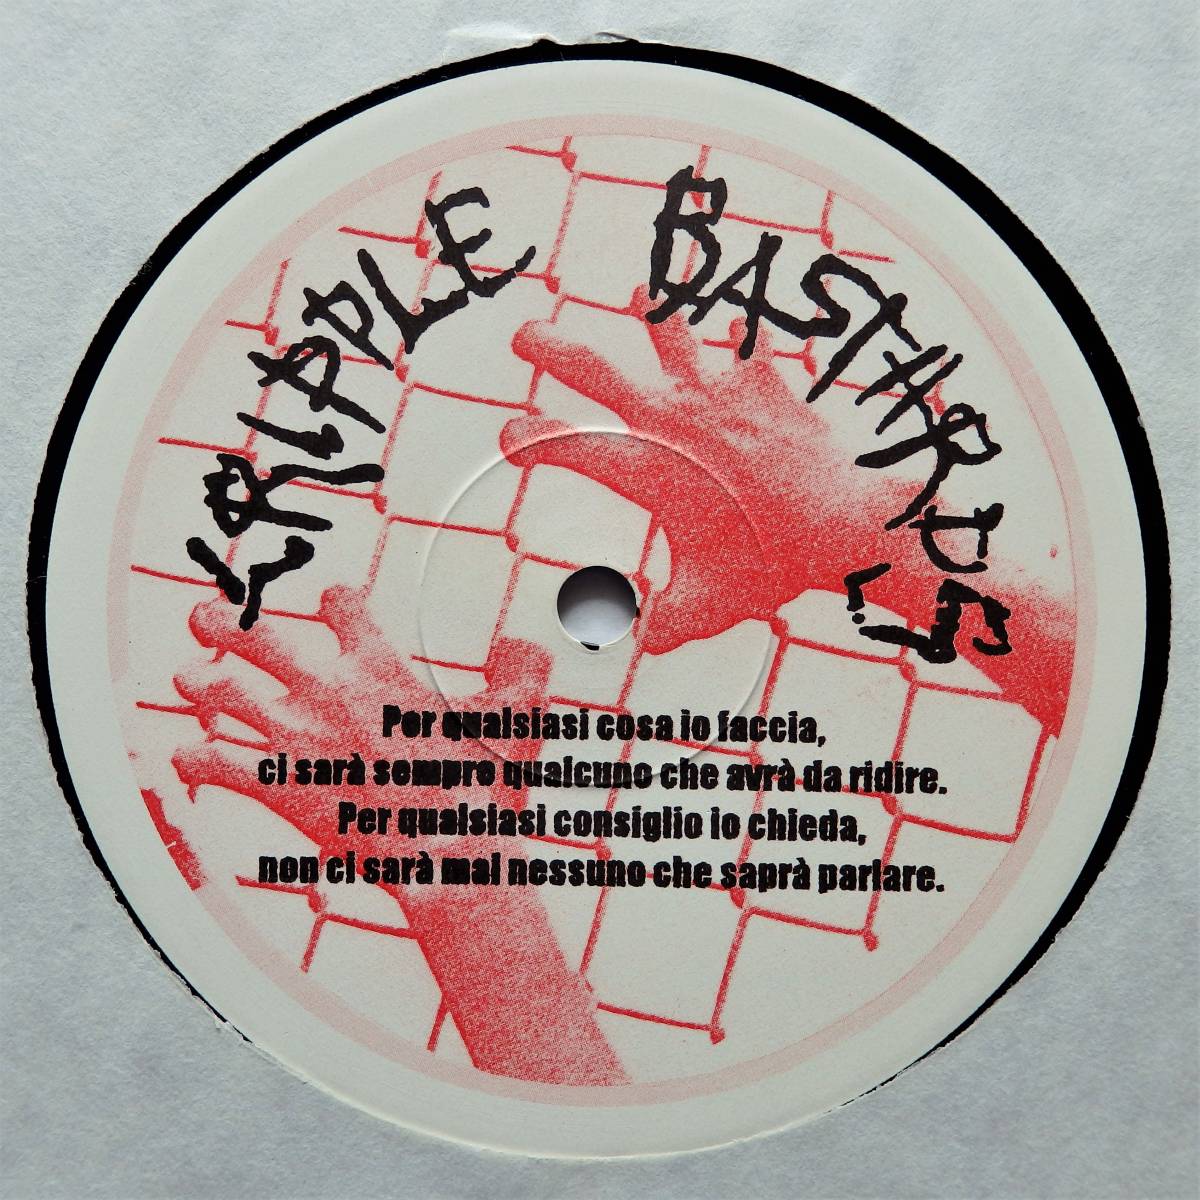 CRIPPLE BASTARDS
Per qualsiasi cosa io faccia,
ci sarà sempre qualcuno che avrà da ridire.
Per qualsiasi consiglio io chieda,
non ci sarà mai nessuno che saprà parlare.